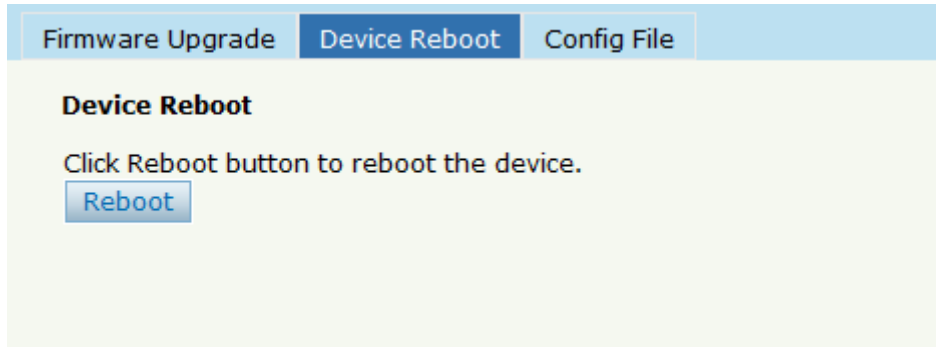 Firmware Upgrade Device Reboot Config File
Device Reboot
Click Reboot button to reboot the device.
Reboot